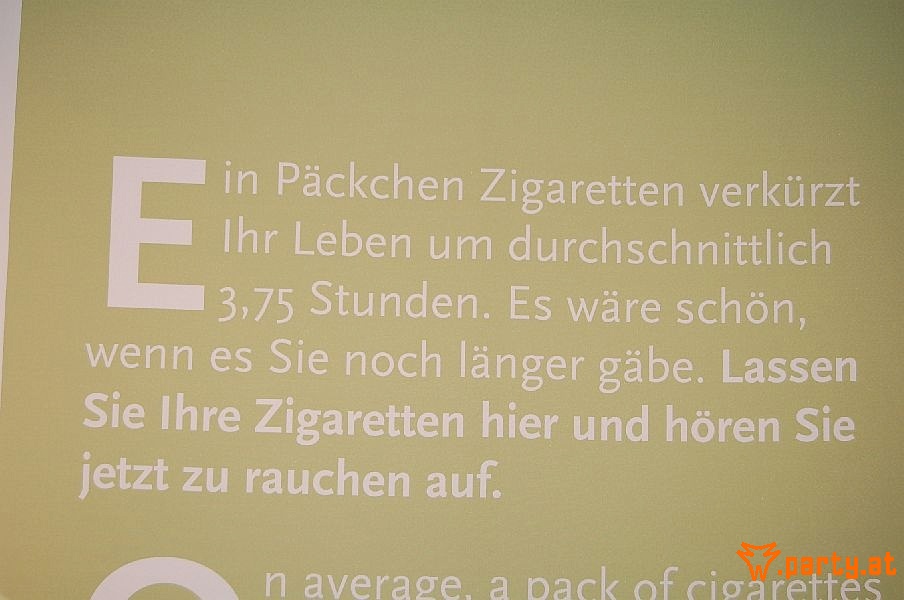 Ein Päckchen Zigaretten verkürzt
Ihr Leben um durchschnittlich
3,75 Stunden. Es wäre schön,
wenn es Sie noch länger gäbe. Lassen
Sie Ihre Zigaretten hier und hören Sie
jetzt zu rauchen auf.
On average, a pack of cigarettes
w.party.at